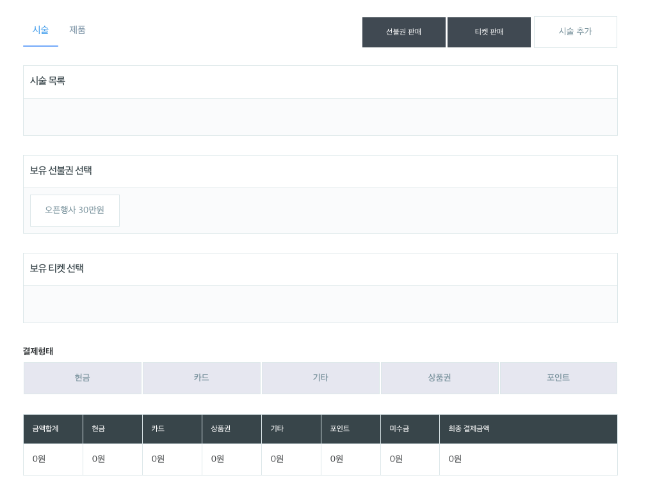 시술 제품 선불권 판매 티켓 판매 시술 추가
시술 목록
보유 선불권 선택
오픈행사 30만원
보유 티켓 선택
결제형태
현금 카드 기타 상품권 포인트
금액합계 현금 카드 상품권 기타 포인트 미수금 최종 결제금액
0원 0원 0원 0원 0원 0원 0원 0원